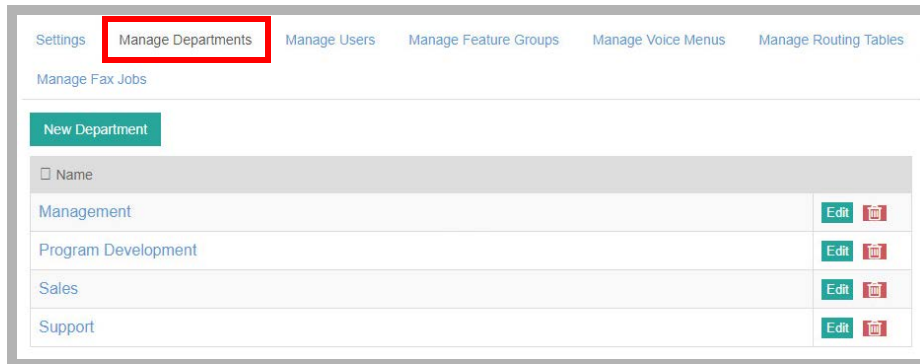 Settings Manage Departments Manage Users Manage Feature Groups Manage Voice Menus Manage Routing Tables
Manage Fax Jobs
New Department
Name
Management Edit
Program Development Edit
Sales Edit
Support Edit